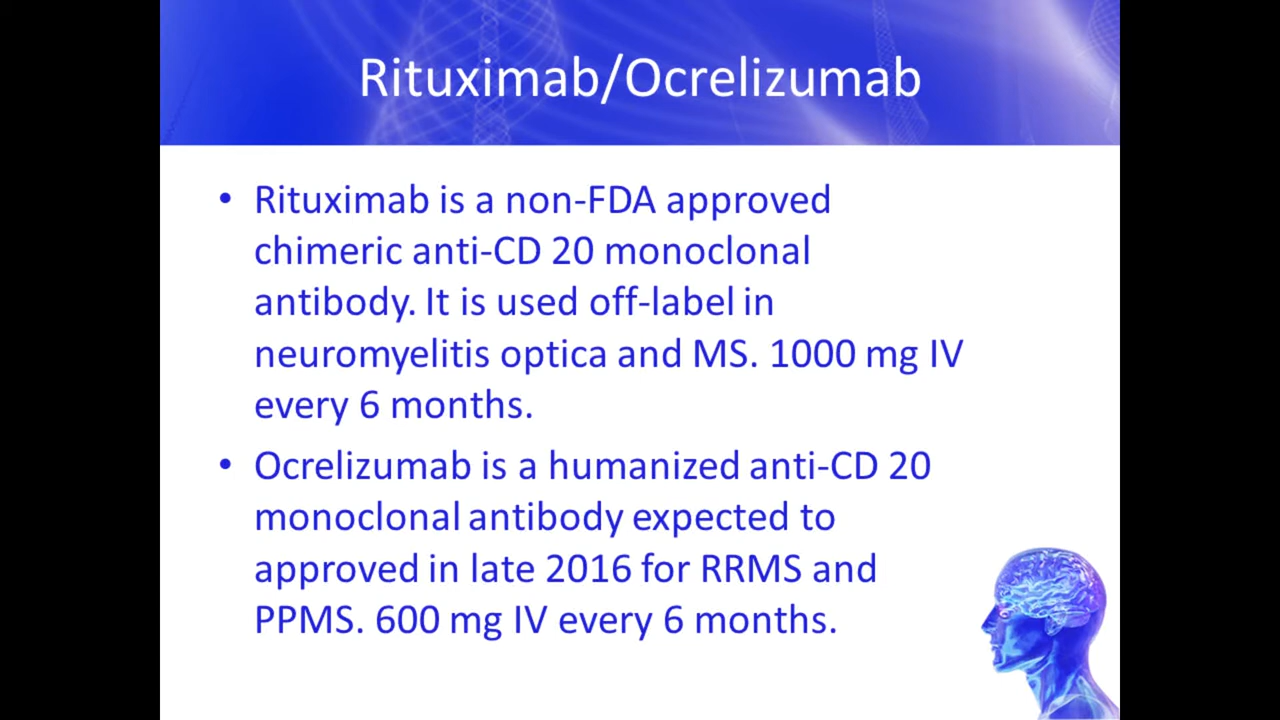 Rituximab/Ocrelizumab
• Rituximab is a non-FDA approved
chimeric anti-CD 20 monoclonal
antibody. It is used off-label in
neuromyelitis optica and MS. 1000 mg IV
every 6 months.
• Ocrelizumab is a humanized anti-CD 20
monoclonal antibody expected to
approved in late 2016 for RRMS and
PPMS. 600 mg IV every 6 months.